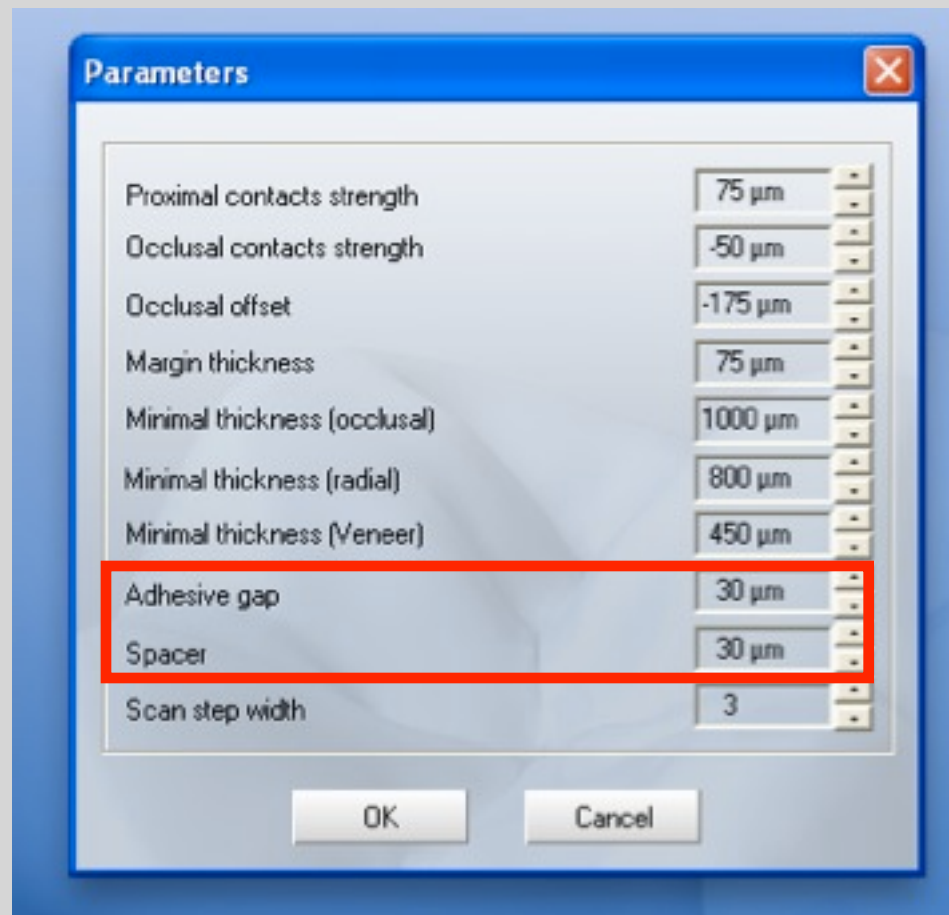 Parameters
Proximal contacts strength 75 µm
Occlusal contacts strength -50 µm
Occlusal offset -175 µm
Margin thickness 75 µm
Minimal thickness (occlusal) 1000 µm
Minimal thickness (radial) 800 µm
Minimal thickness (Veneer) 450 µm
Adhesive gap 30 µm
Spacer 30 µm
Scan step width 3
OK Cancel